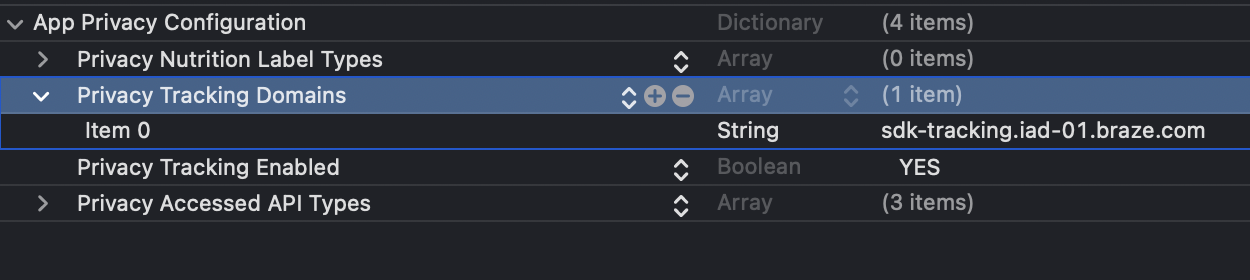 App Privacy Configuration Dictionary (4 items)
Privacy Nutrition Label Types Array (0 items)
Privacy Tracking Domains Array (1 item)
Item 0 String sdk-tracking.iad-01.braze.com
Privacy Tracking Enabled Boolean YES
Privacy Accessed API Types Array (3 items)